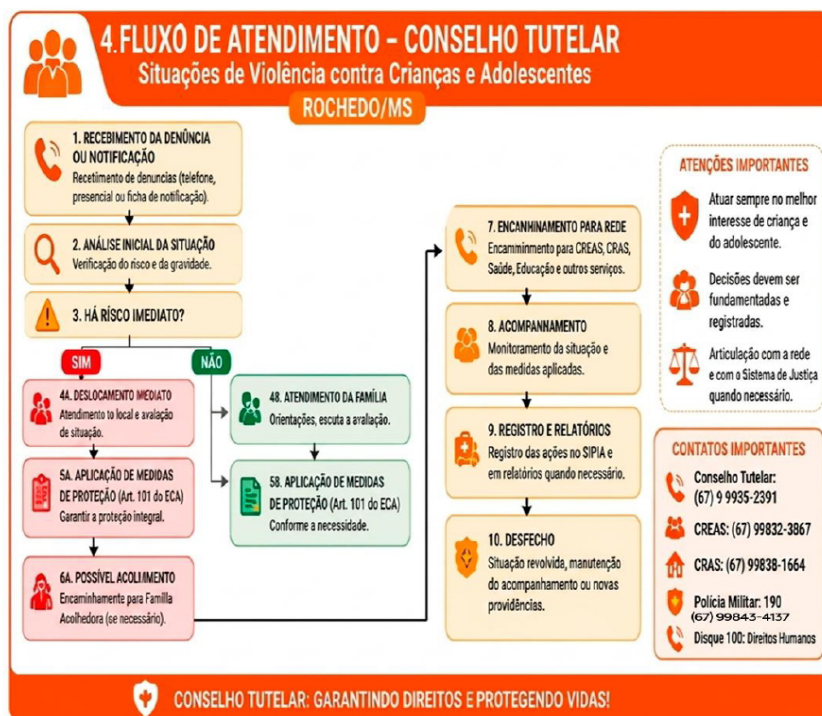 4.FLUXO DE ATENDIMENTO – CONSELHO TUTELAR
Situações de Violência contra Crianças e Adolescentes
ROCHEDO/MS
1. RECEBIMENTO DA DENÚNCIA
OU NOTIFICAÇÃO
Recetimento de denuncias (telefone,
presencial ou ficha de notificação).
2. ANÁLISE INICIAL DA SITUAÇÃO
Verificação do risco e da gravidade.
3. HÁ RÍSCO IMEDIATO?
SIM
NÃO
4A. DESLOCAMENTO MEDIATO
Atendimento to local e avalação
de situação.
5A. APLICAÇÃO DE MEDIDAS
DE PROTEÇÃO (Art. 101 do ECA)
Garantir a proteção integral.
6A. POSSÍVEL ACOLIMENTO
Encaminhamente para Familla
Acolhedora (se necessário).
48. ATENDIMENTO DA FAMÍLIA
Orientações, escuta a avaliação.
5B. APLICAÇÃO DE MEDIDAS
DE PROTEÇÃO (Art. 101 do ECA)
Conforme a necessidade.
7. ENCANHINAMENTO PARA REDE
Encamminmento para CREAS, CRAS,
Saúde, Educação e outros serviços.
8. ACOMPANNAMENTO
Monitoramento da situação e
das medidas aplicadas.
9. REGISTRO E RELATÓRIOS
Registro das ações no SIPIA e
em relatórios quando necessário.
10. DESFECHO
Situação revolvida, manutenção
do acompanhamento ou novas
providências.
ATENÇÕES IMPORTANTES
Atuar sempre no melhor
interesse de criança e
do adolescente.
Decisões devem ser
fundamentadas e
registradas.
Articulação com a rede
e com o Sistema de Justiça
quando necessário.
CONTATOS IMPORTANTES
Conselho Tutelar:
(67) 9 9935-2391
CREAS: (67) 99832-3867
CRAS: (67) 99838-1664
Polícia Militar: 190
(67) 99843-4137
Disque 100: Direitos Humanos
CONSELHO TUTELAR: GARANTINDO DIREITOS E PROTEGENDO VIDAS!